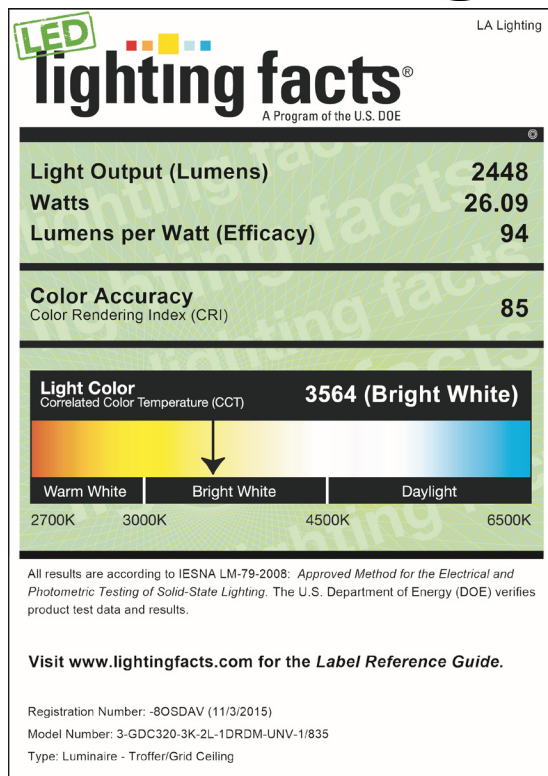 LA Lighting
LED
lighting facts®
A Program of the U.S. DOE
©
Light Output (Lumens) 2448
Watts 26.09
Lumens per Watt (Efficacy) 94
Color Accuracy
Color Rendering Index (CRI) 85
Light Color
Correlated Color Temperature (CCT) 3564 (Bright White)
Warm White Bright White Daylight
2700K 3000K 4500K 6500K
All results are according to IESNA LM-79-2008: Approved Method for the Electrical and
Photometric Testing of Solid-State Lighting. The U.S. Department of Energy (DOE) verifies
product test data and results.
Visit www.lightingfacts.com for the Label Reference Guide.
Registration Number: -8OSDAV (11/3/2015)
Model Number: 3-GDC320-3K-2L-1DRDM-UNV-1/835
Type: Luminaire - Troffer/Grid Ceiling